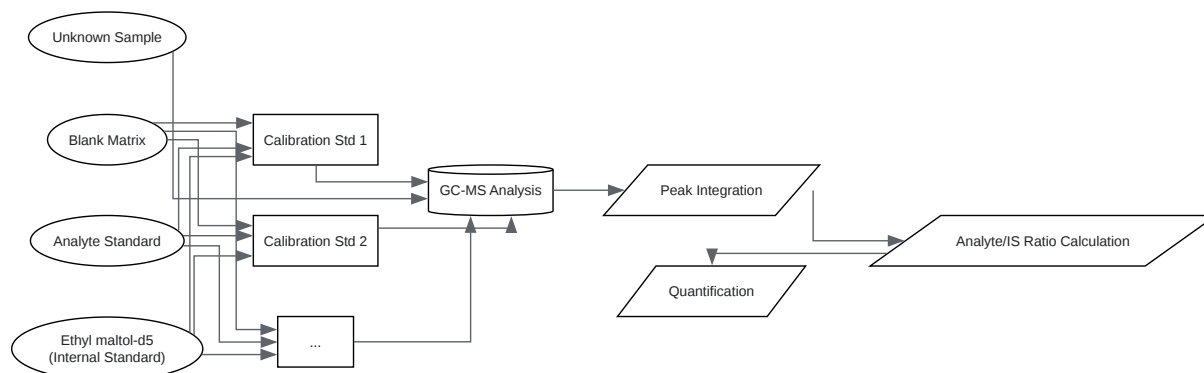 Unknown Sample
Blank Matrix
Calibration Std 1
GC-MS Analysis
Peak Integration
Analyte Standard
Calibration Std 2
Analyte/IS Ratio Calculation
Quantification
Ethyl maltol-d5
(Internal Standard)
...